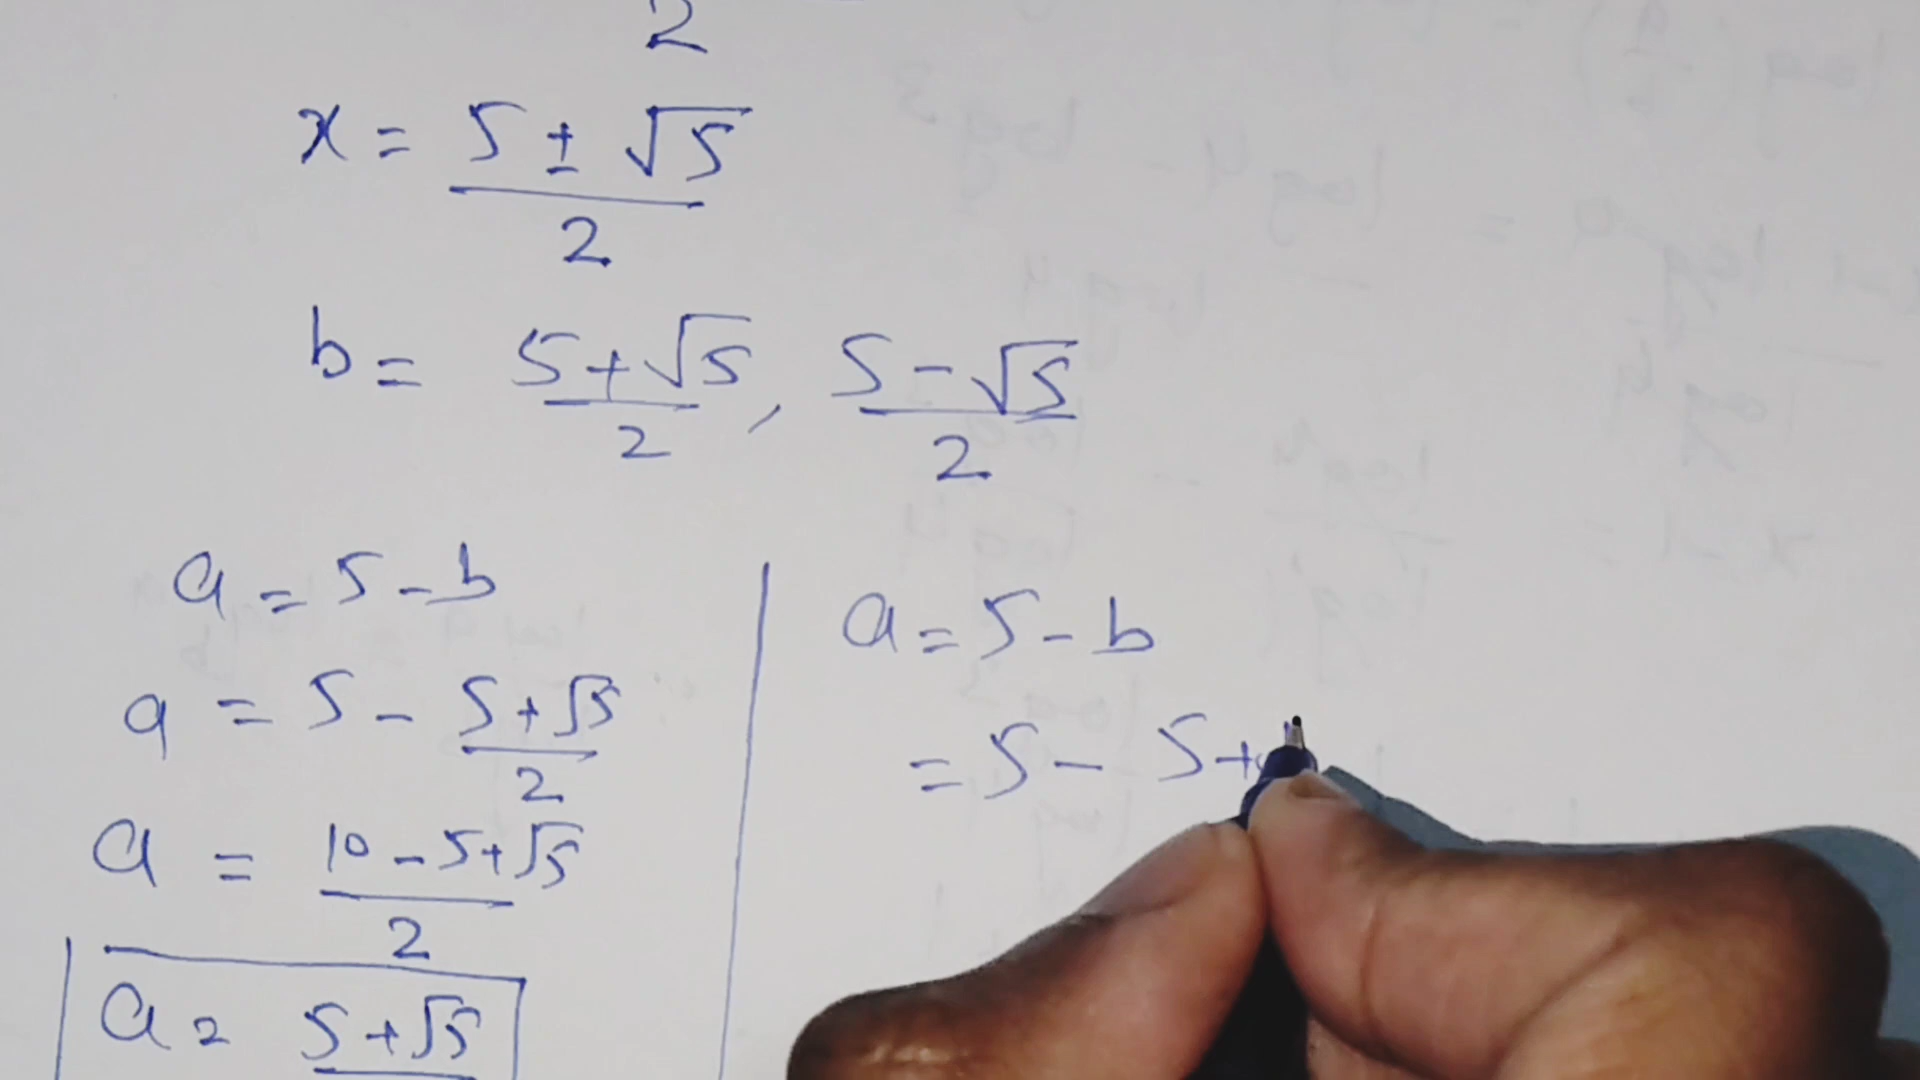 2
x = 5 ± √5
2
b = 5+√5 , 5-√5
2 2
a = 5 - b
a = 5 - 5+√5
2
a = 10 - 5+√5
2
a = 5+√5
a = 5 - b
= 5 - 5+